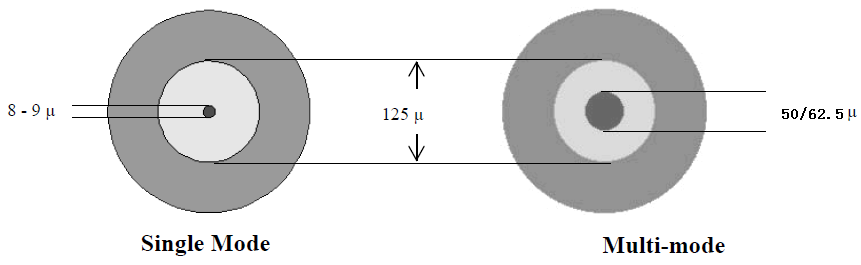 8 - 9 μ
125 μ
50/62.5 μ
Single Mode
Multi-mode